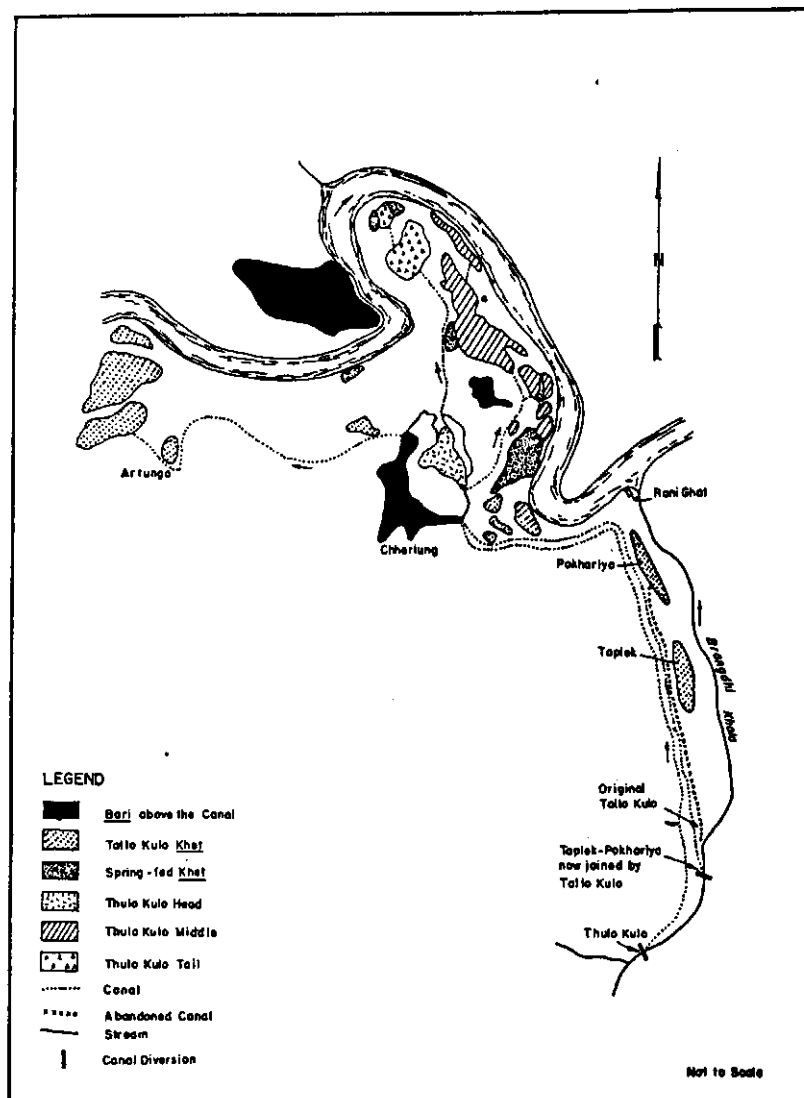 N
Rani Ghat
Artunga
Chherlung
Pokhariya
Taplek
Brangdhi Khola
Original
Tallo Kulo
Taplek-Pokhariya
now joined by
Tallo Kulo
Thulo Kulo
LEGEND
Bari above the Canal
Tallo Kulo Khet
Spring-fed Khet
Thulo Kulo Head
Thulo Kulo Middle
Thulo Kulo Tail
Canal
Abandoned Canal
Stream
Canal Diversion
Not to Scale